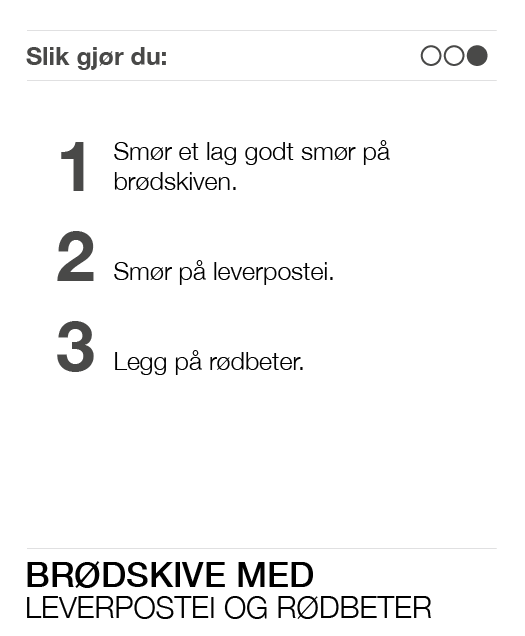 Slik gjør du:
1 Smør et lag godt smør på
brødskiven.
2 Smør på leverpostei.
3 Legg på rødbeter.
BRØDSKIVE MED
LEVERPOSTEI OG RØDBETER